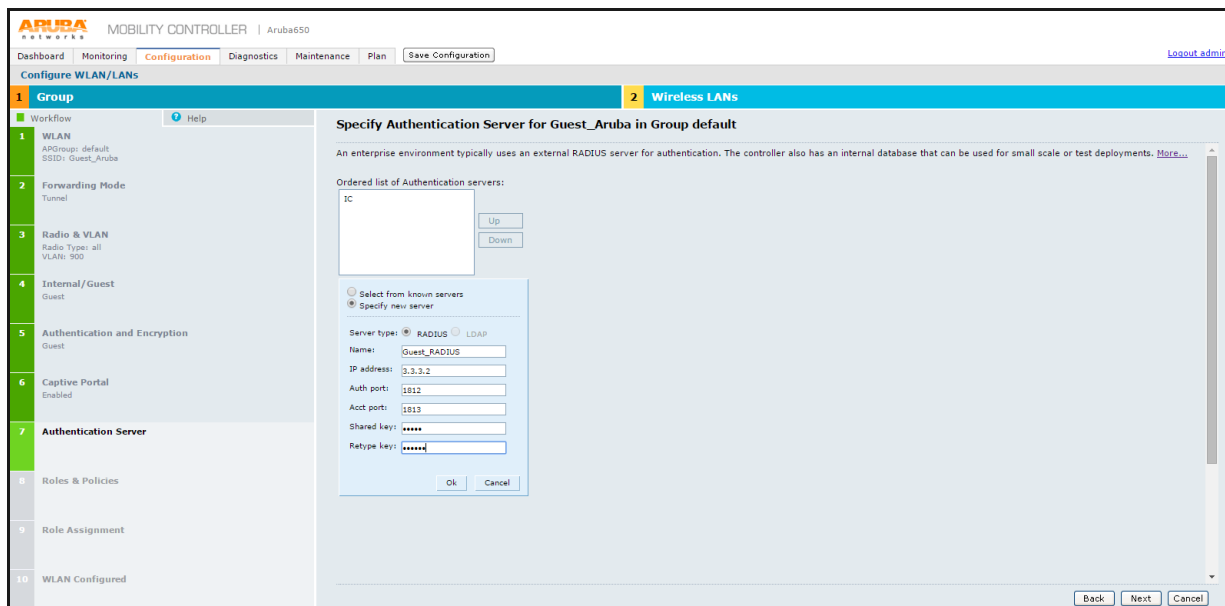 ARUBA networks MOBILITY CONTROLLER | Aruba650
Dashboard Monitoring Configuration Diagnostics Maintenance Plan Save Configuration Logout admin
Configure WLAN/LANs
1 Group 2 Wireless LANs
Workflow Help
1 WLAN
APGroup: default
SSID: Guest_Aruba
2 Forwarding Mode
Tunnel
3 Radio & VLAN
Radio Type: all
VLAN: 900
4 Internal/Guest
Guest
5 Authentication and Encryption
Guest
6 Captive Portal
Enabled
7 Authentication Server
8 Roles & Policies
9 Role Assignment
10 WLAN Configured
Specify Authentication Server for Guest_Aruba in Group default
An enterprise environment typically uses an external RADIUS server for authentication. The controller also has an internal database that can be used for small scale or test deployments. More...
Ordered list of Authentication servers:
IC
Up
Down
Select from known servers
Specify new server
Server type: RADIUS LDAP
Name: Guest_RADIUS
IP address: 3.3.3.2
Auth port: 1812
Acct port: 1813
Shared key: •••••
Retype key: ••••••
Ok Cancel
Back Next Cancel